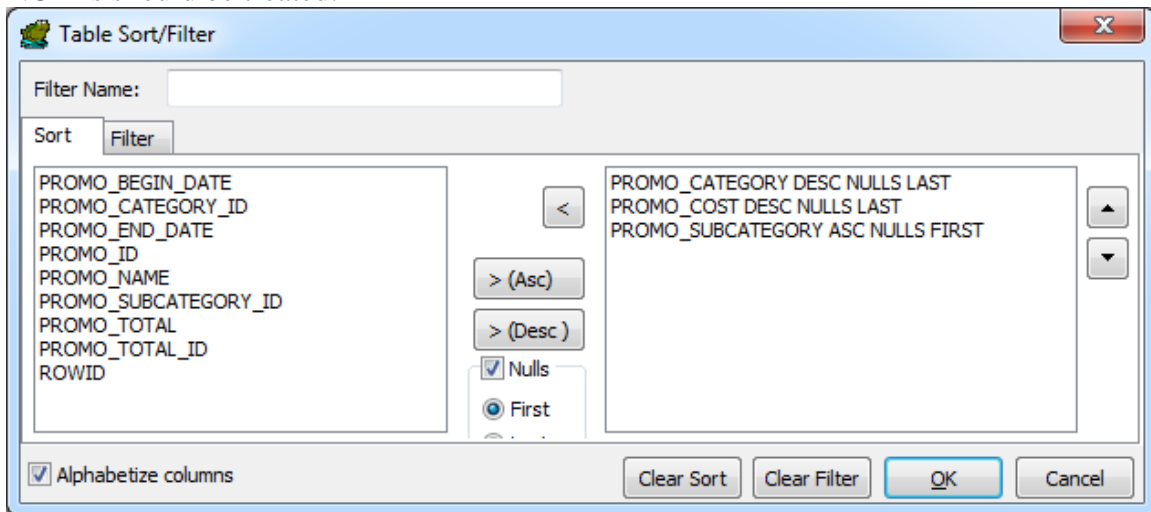 Table Sort/Filter
Filter Name:
Sort
Filter
PROMO_BEGIN_DATE
PROMO_CATEGORY_ID
PROMO_END_DATE
PROMO_ID
PROMO_NAME
PROMO_SUBCATEGORY_ID
PROMO_TOTAL
PROMO_TOTAL_ID
ROWID
<
> (Asc)
> (Desc )
Nulls
First
PROMO_CATEGORY DESC NULLS LAST
PROMO_COST DESC NULLS LAST
PROMO_SUBCATEGORY ASC NULLS FIRST
Alphabetize columns
Clear Sort
Clear Filter
OK
Cancel